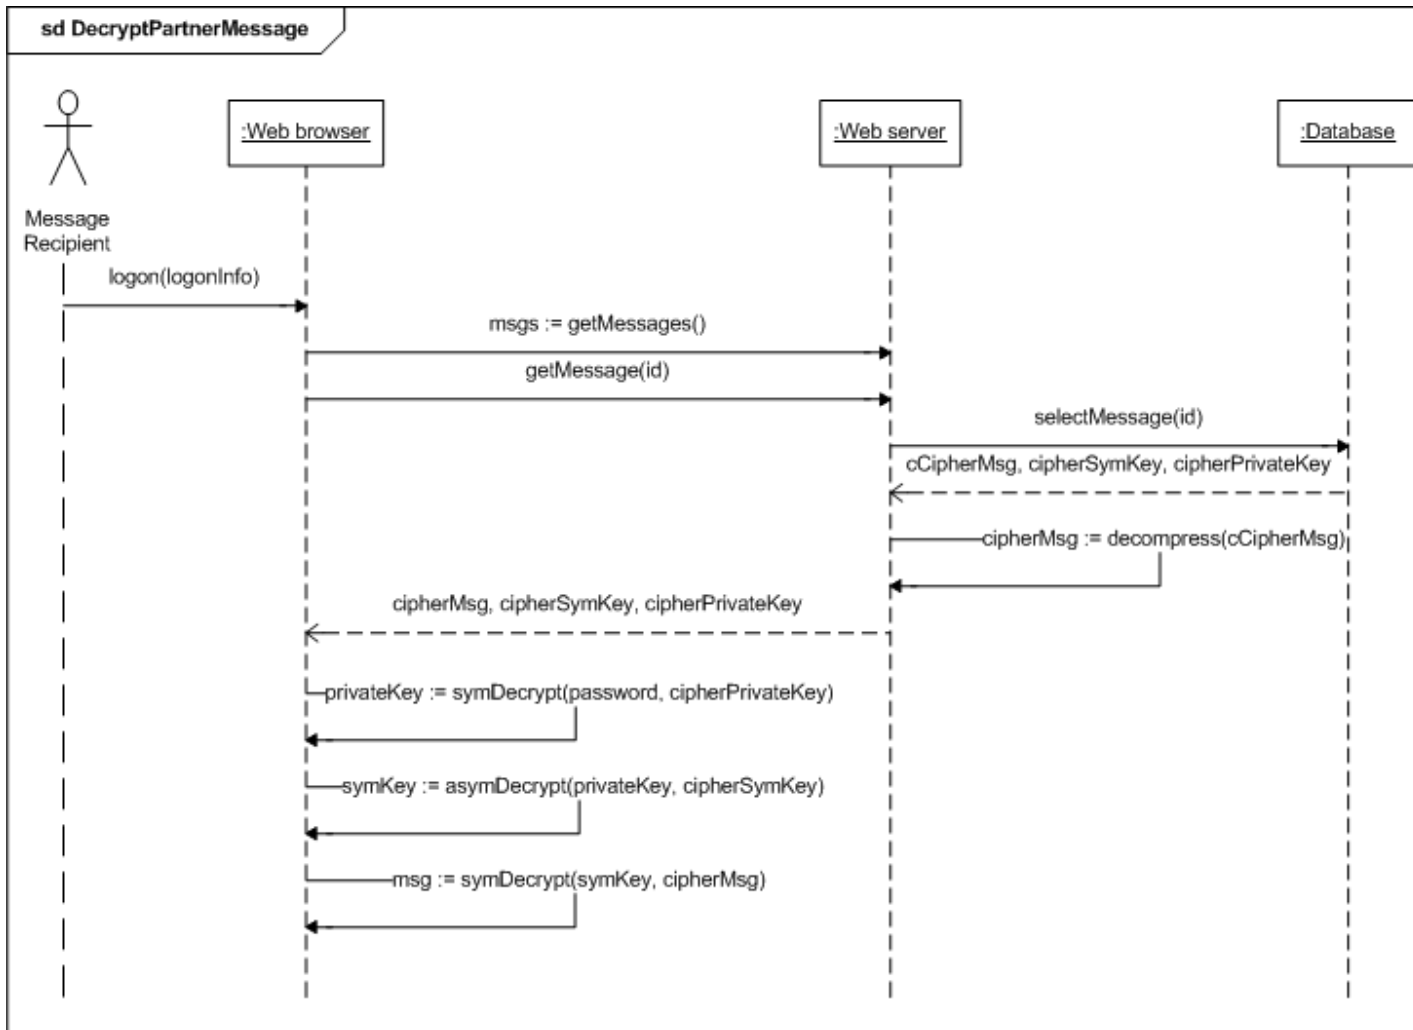 sd DecryptPartnerMessage
:Web browser
:Web server
:Database
Message
Recipient
logon(logonInfo)
msgs := getMessages()
getMessage(id)
selectMessage(id)
cCipherMsg, cipherSymKey, cipherPrivateKey
cipherMsg := decompress(cCipherMsg)
cipherMsg, cipherSymKey, cipherPrivateKey
privateKey := symDecrypt(password, cipherPrivateKey)
symKey := asymDecrypt(privateKey, cipherSymKey)
msg := symDecrypt(symKey, cipherMsg)